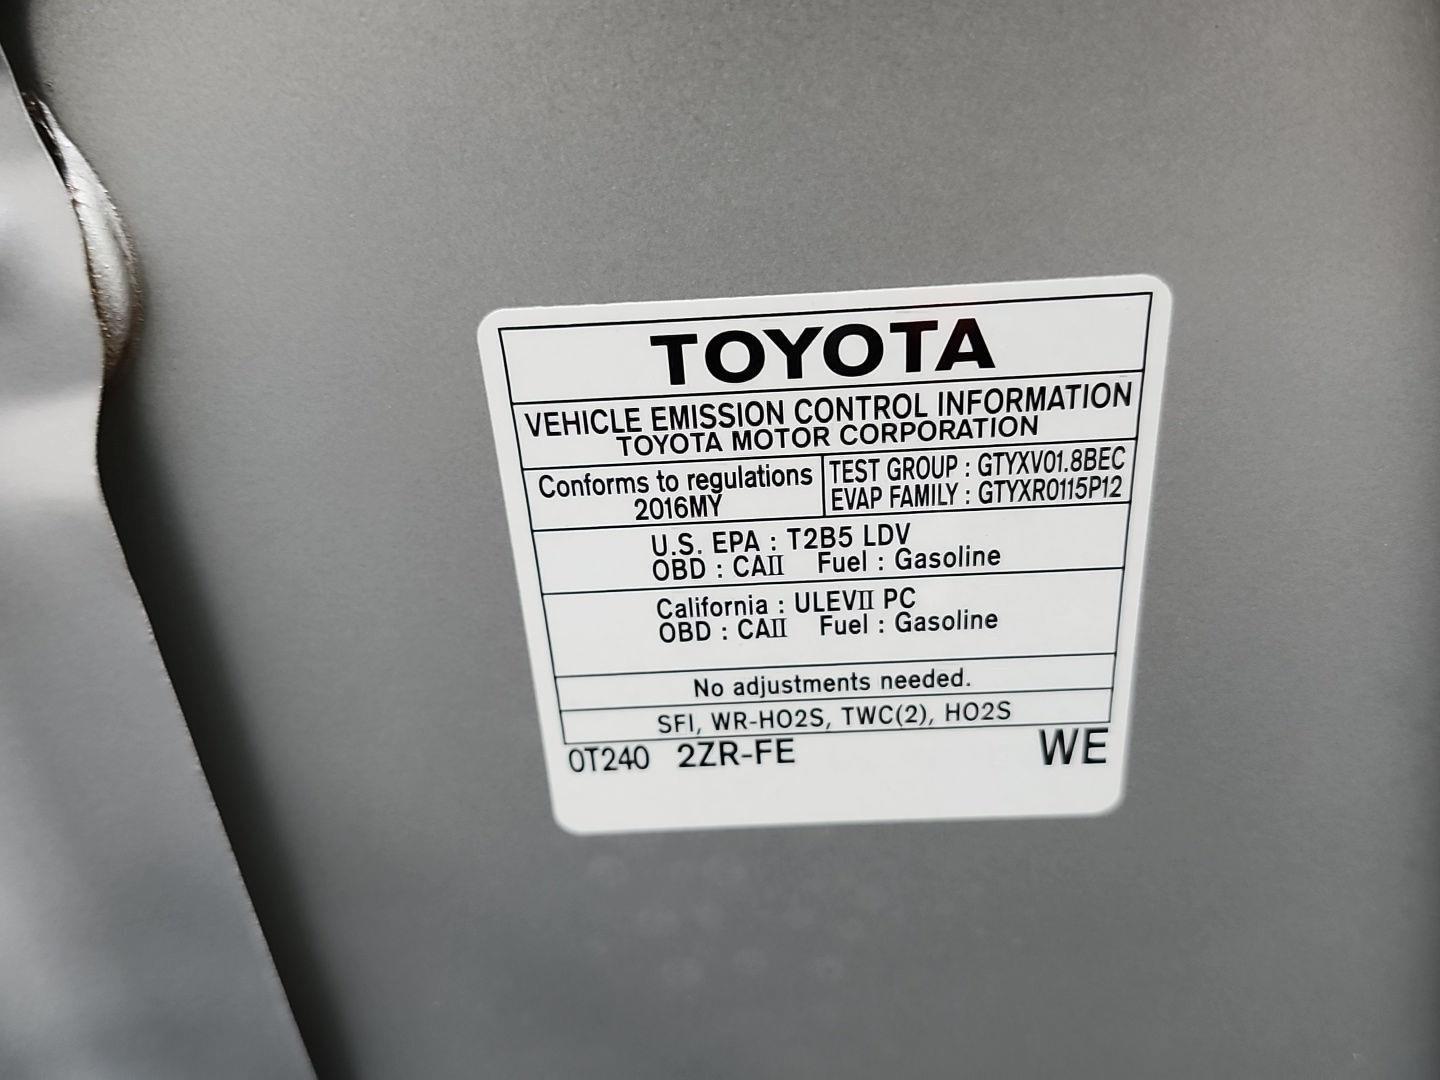 TOYOTA
VEHICLE EMISSION CONTROL INFORMATION
TOYOTA MOTOR CORPORATION
Conforms to regulations
2016MY
TEST GROUP : GTYXV01.8BEC
EVAP FAMILY : GTYXR0115P12
U.S. EPA : T2B5 LDV
OBD : CAII Fuel : Gasoline
California : ULEVII PC
OBD : CAII Fuel : Gasoline
No adjustments needed.
SFI, WR-HO2S, TWC(2), HO2S
0T240 2ZR-FE WE